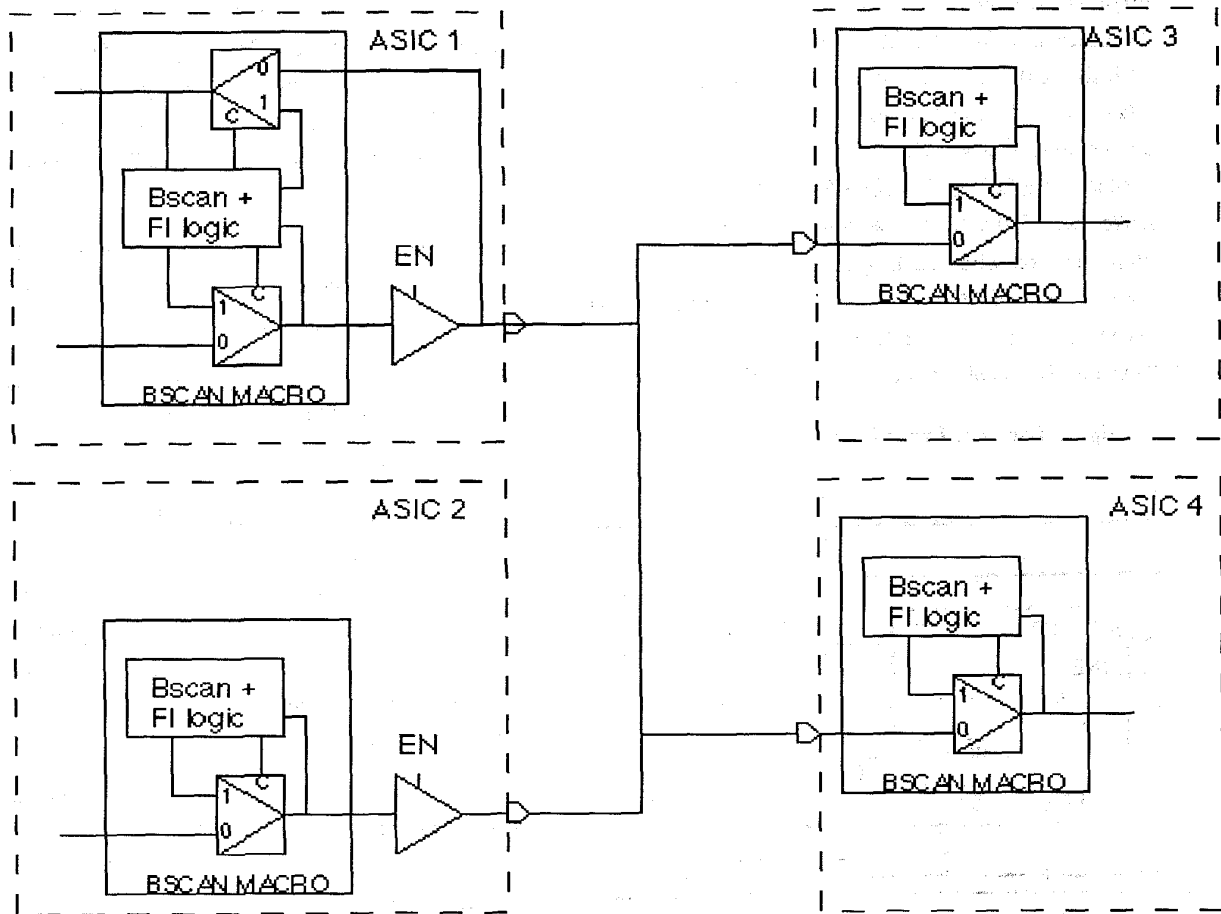 ASIC 1
0
1
C
Bscan +
FI logic
C
1
0
BSCAN MACRO
EN
ASIC 3
Bscan +
FI logic
C
1
0
BSCAN MACRO
ASIC 2
Bscan +
FI logic
C
1
0
BSCAN MACRO
EN
ASIC 4
Bscan +
FI logic
C
1
0
BSCAN MACRO